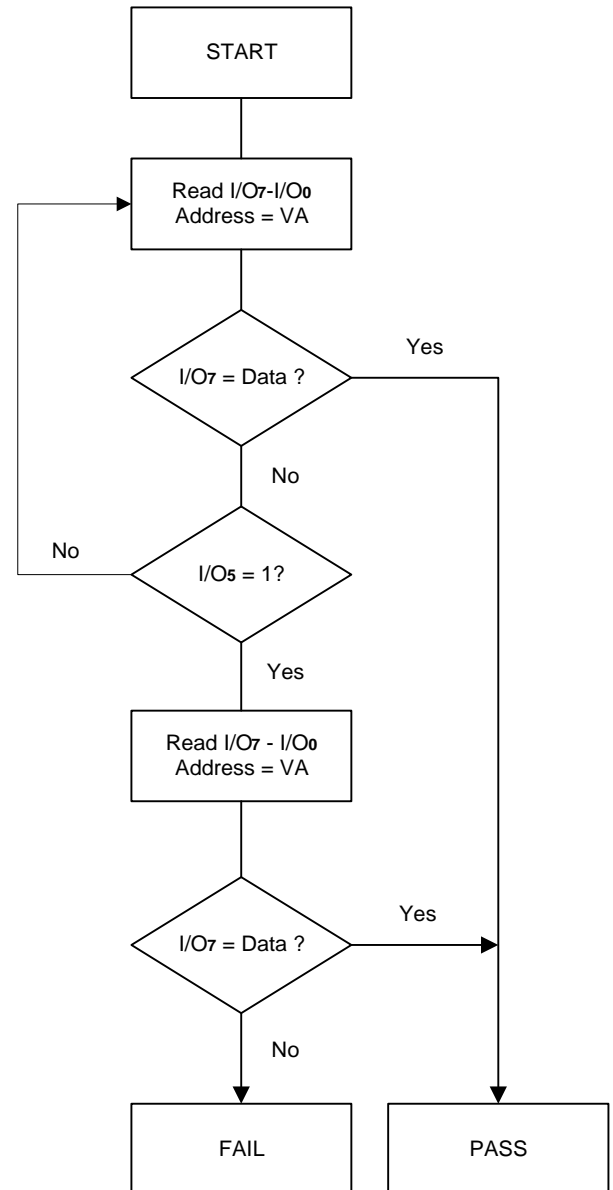 START
Read I/O7-I/O0
Address = VA
I/O7 = Data ?
Yes
No
No
I/O5 = 1?
Yes
Read I/O7 - I/O0
Address = VA
I/O7 = Data ?
Yes
No
FAIL
PASS